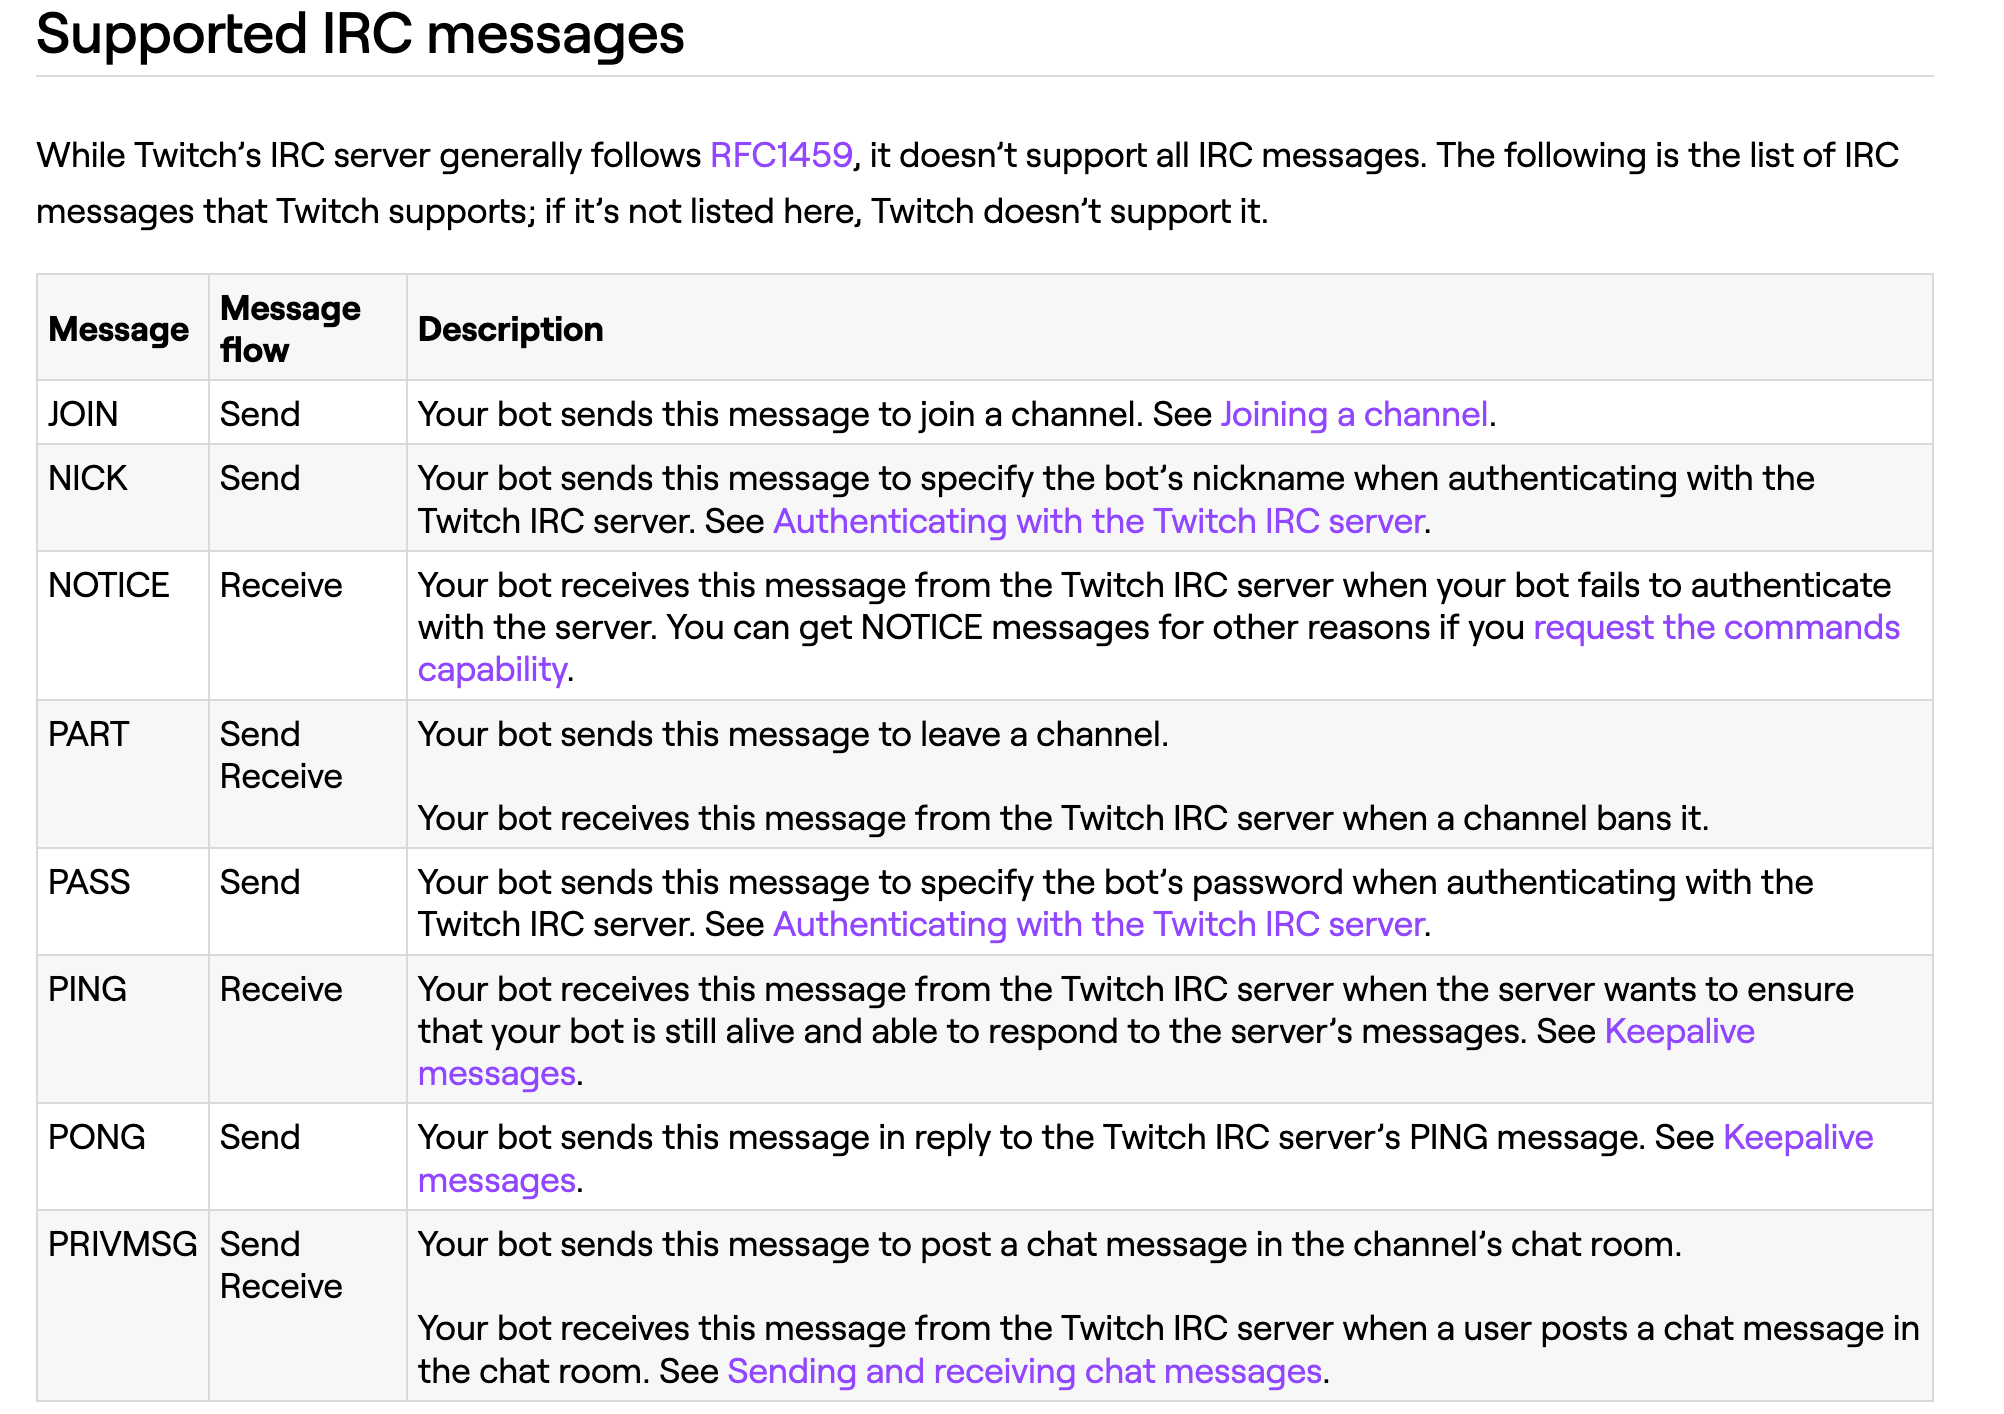 Supported IRC messages
While Twitch’s IRC server generally follows RFC1459, it doesn’t support all IRC messages. The following is the list of IRC
messages that Twitch supports; if it’s not listed here, Twitch doesn’t support it.
Message
Message
flow
Description
JOIN
Send
Your bot sends this message to join a channel. See Joining a channel.
NICK
Send
Your bot sends this message to specify the bot’s nickname when authenticating with the
Twitch IRC server. See Authenticating with the Twitch IRC server.
NOTICE
Receive
Your bot receives this message from the Twitch IRC server when your bot fails to authenticate
with the server. You can get NOTICE messages for other reasons if you request the commands
capability.
PART
Send
Receive
Your bot sends this message to leave a channel.
Your bot receives this message from the Twitch IRC server when a channel bans it.
PASS
Send
Your bot sends this message to specify the bot’s password when authenticating with the
Twitch IRC server. See Authenticating with the Twitch IRC server.
PING
Receive
Your bot receives this message from the Twitch IRC server when the server wants to ensure
that your bot is still alive and able to respond to the server’s messages. See Keepalive
messages.
PONG
Send
Your bot sends this message in reply to the Twitch IRC server’s PING message. See Keepalive
messages.
PRIVMSG
Send
Receive
Your bot sends this message to post a chat message in the channel’s chat room.
Your bot receives this message from the Twitch IRC server when a user posts a chat message in
the chat room. See Sending and receiving chat messages.